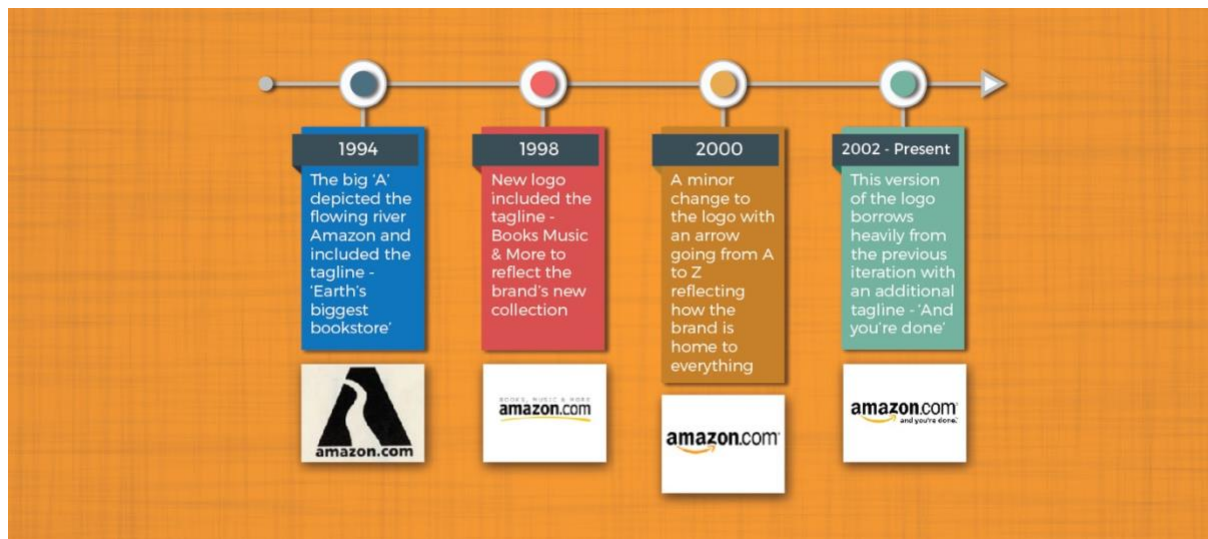 1994
The big 'A'
depicted the
flowing river
Amazon and
included the
tagline -
'Earth's
biggest
bookstore'
amazon.com
1998
New logo
included the
tagline -
Books Music
& More to
reflect the
brand's new
collection
BOOKS, MUSIC & MORE
amazon.com
2000
A minor
change to
the logo with
an arrow
going from A
to Z
reflecting
how the
brand is
home to
everything
amazon.com
2002 - Present
This version
of the logo
borrows
heavily from
the previous
iteration with
an additional
tagline - 'And
you're done'
amazon.com
and you're done.